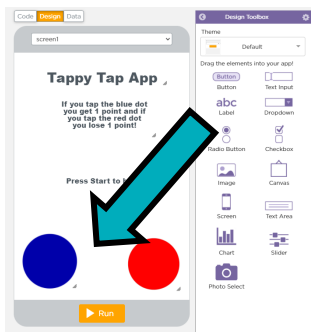 Code Design Data
Design Toolbox
screen1
Theme
Default
Drag the elements into your app!
Tappy Tap App
If you tap the blue dot
you get 1 point and if
you tap the red dot
you lose 1 point!
Press Start to
Run
Button
Button
Text Input
abc
Label
Dropdown
Radio Button
Checkbox
Image
Canvas
Screen
Text Area
Chart
Slider
Photo Select